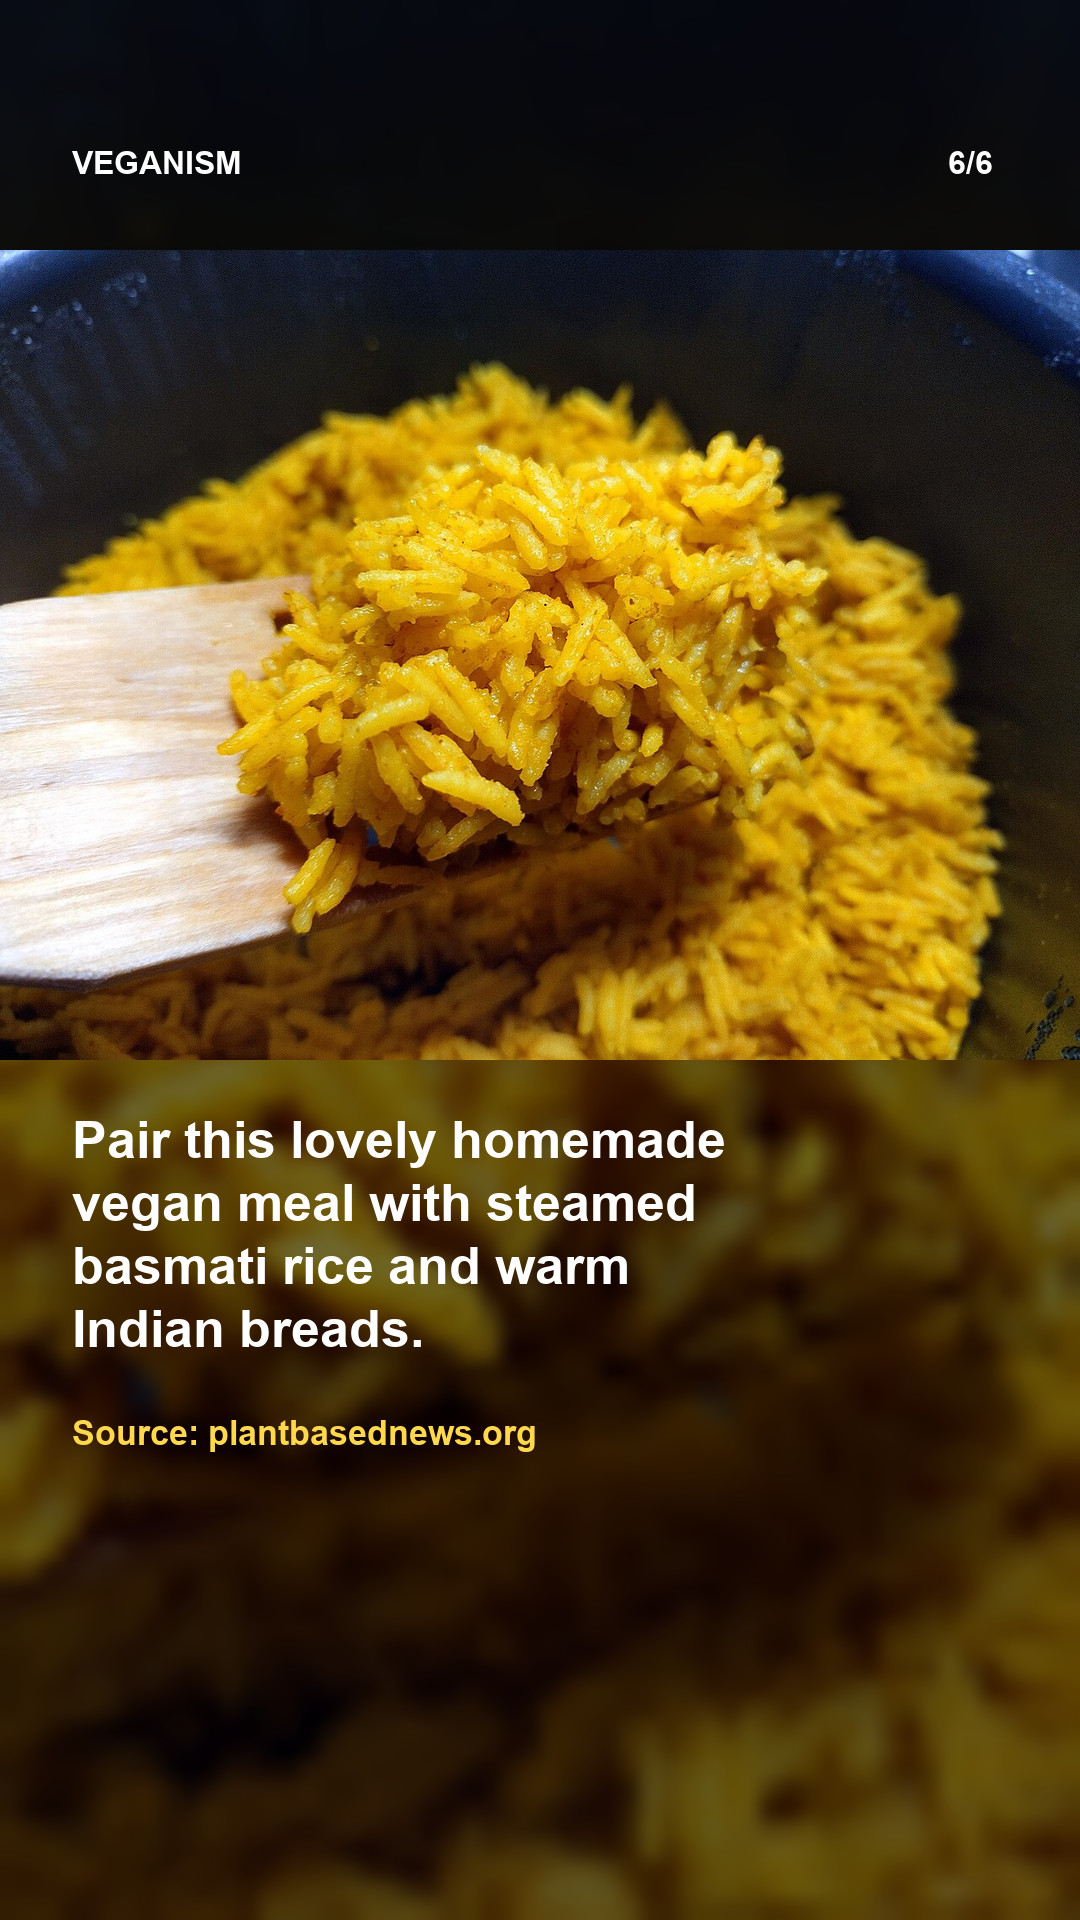 VEGANISM
6/6
Pair this lovely homemade
vegan meal with steamed
basmati rice and warm
Indian breads.
Source: plantbasednews.org